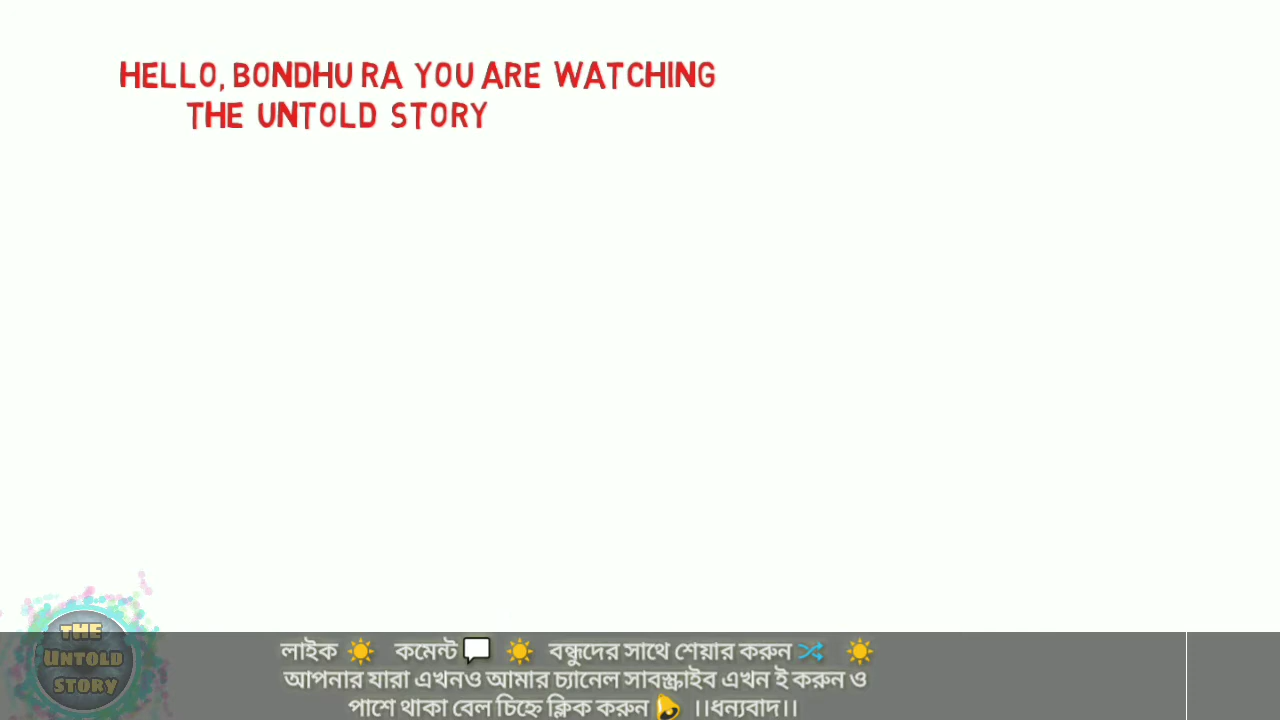 HELLO, BONDHU RA YOU ARE WATCHING
THE UNTOLD STORY
লাইক ☀️ কমেন্ট 💬 ☀️ বন্ধুদের সাথে শেয়ার করুন 🔀 ☀️
আপনার যারা এখনও আমার চ্যানেল সাবস্ক্রাইব এখন ই করুন ও
পাশে থাকা বেল চিহ্নে ক্লিক করুন 🔔 ।।ধন্যবাদ।।
THE
UNTOLD
STORY